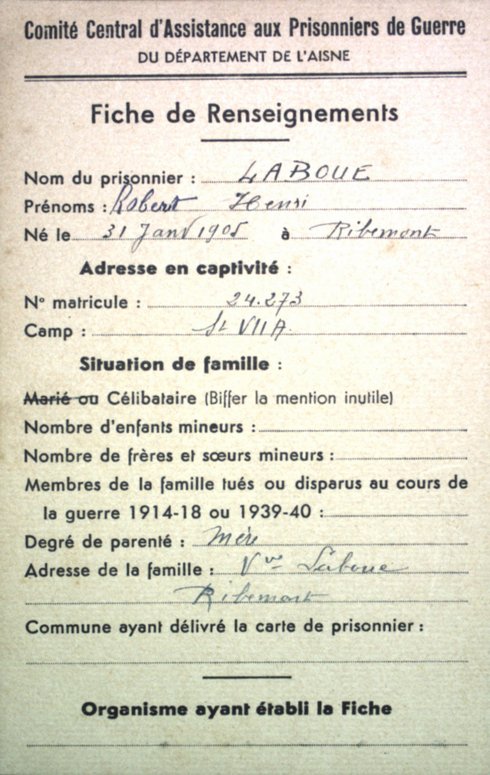 Comité Central d'Assistance aux Prisonniers de Guerre
DU DÉPARTEMENT DE L'AISNE
Fiche de Renseignements
Nom du prisonnier : LABOUE
Prénoms : Robert Henri
Né le 31 Janv 1905 à Ribemont
Adresse en captivité :
N° matricule : 24.273
Camp : St VII A.
Situation de famille :
Marié ou Célibataire (Biffer la mention inutile)
Nombre d'enfants mineurs :
Nombre de frères et sœurs mineurs :
Membres de la famille tués ou disparus au cours de
la guerre 1914-18 ou 1939-40 :
Degré de parenté : Mère
Adresse de la famille : Vve Laboue
Ribemont
Commune ayant délivré la carte de prisonnier :
Organisme ayant établi la Fiche